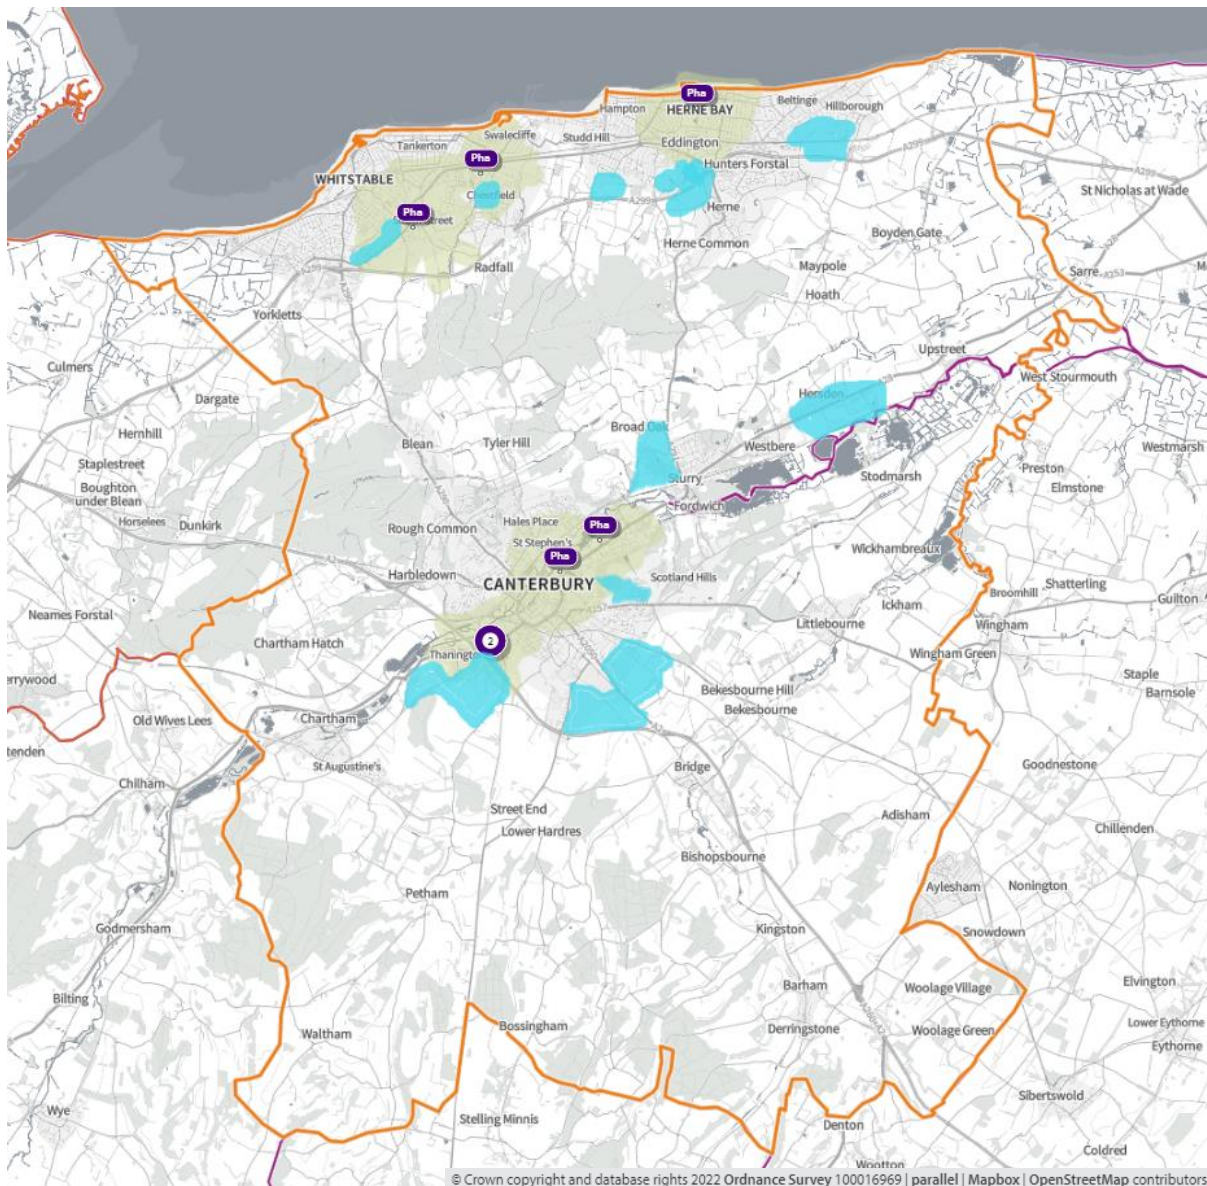 Pha
Hampton
HERNE BAY
Beltinge
Hillborough
Swalecliffe
Studd Hill
Eddington
Tankerton
Pha
Hunters Forstal
A299
WHITSTABLE
Chestfield
A299
Herne
St Nicholas at Wade
Pha
Boyden Gate
Herne Common
A28
Radfall
Maypole
Sarre
A253
A299
Hoath
Yorkletts
Upstreet
Culmers
West Stourmouth
Dargate
Hersden
Broad Oak
Hernhill
Blean
Tyler Hill
Westbere
Westmarsh
Staplestreet
Preston
Boughton
under Blean
Sturry
Stodmarsh
Elmstone
Horselees
Dunkirk
Rough Common
Hales Place
Fordwich
Pha
St Stephen's
Wickhambreaux
Pha
Harbledown
CANTERBURY
Scotland Hills
Shatterling
Broomhill
Guilton
Neames Forstal
Ickham
Littlebourne
Wingham
Chartham Hatch
2
Thanington
Wingham Green
Staple
Bekesbourne Hill
Barnsole
Old Wives Lees
Chartham
Bekesbourne
St Augustine's
Bridge
Goodnestone
Chilham
Street End
Adisham
Lower Hardres
Chillenden
Bishopsbourne
Petham
Aylesham
Nonington
Godmersham
Kingston
Snowdown
Elvington
Bilting
Barham
Woolage Village
Waltham
Bossingham
Derringstone
Woolage Green
Lower Eythorne
Eythorne
Wye
Sibertswold
Stelling Minnis
Denton
Coldred
Wootton
© Crown copyright and database rights 2022 Ordnance Survey 100016969 | parallel | Mapbox | OpenStreetMap contributors